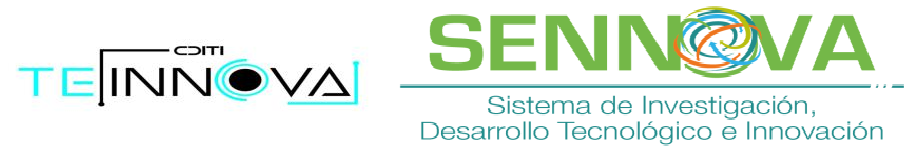 CDITI
TEINNOVA
SENNOVA
Sistema de Investigación,
Desarrollo Tecnológico e Innovación